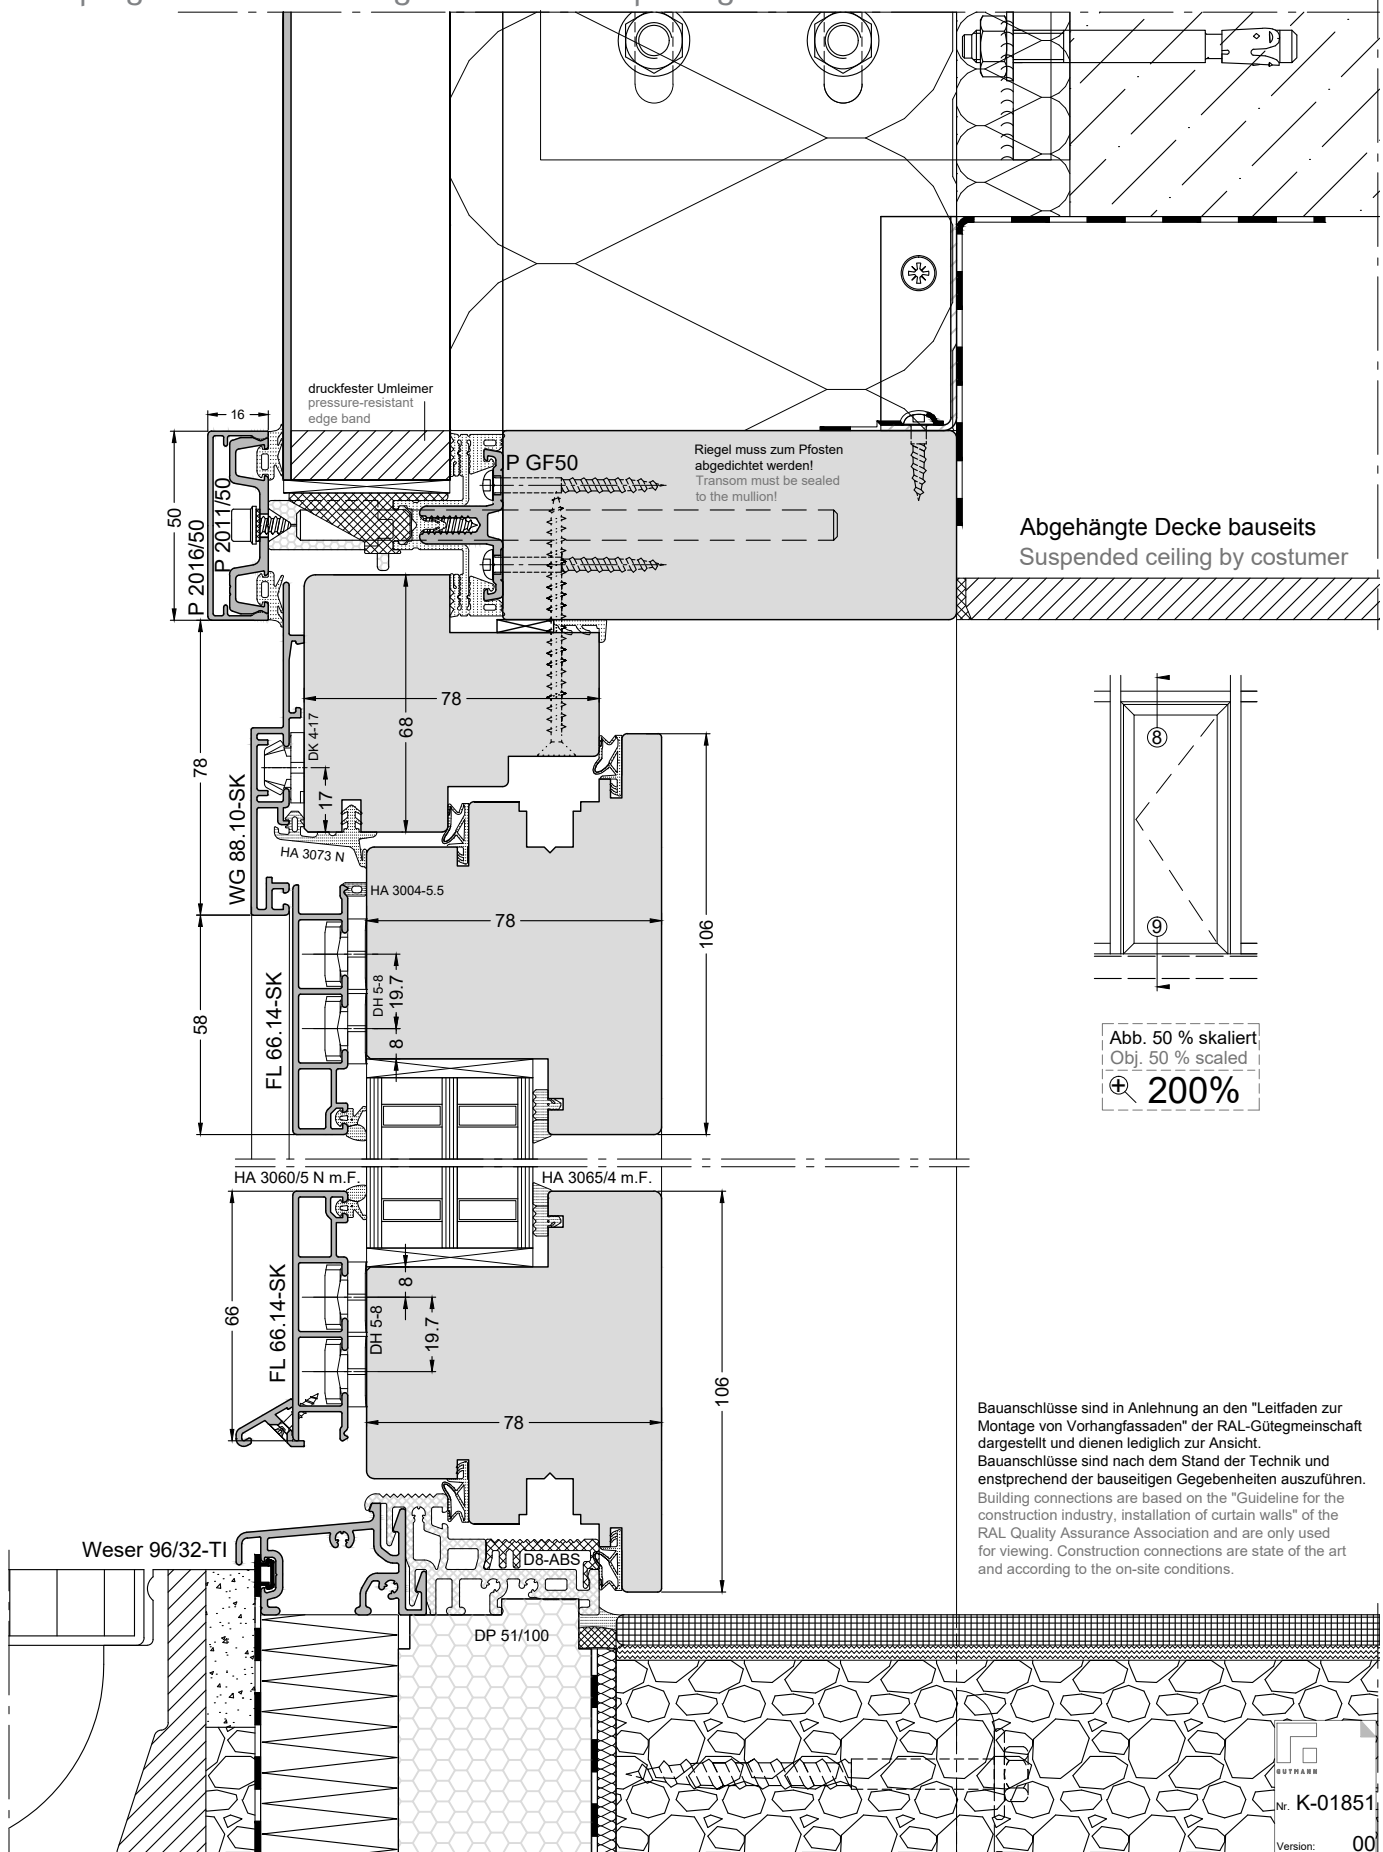 druckfester Umleimer
pressure-resistant
edge band
16
50
P 2016/50
P 2011/50
P GF50
Riegel muss zum Pfosten
abgedichtet werden!
Transom must be sealed
to the mullion!
Abgehängte Decke bauseits
Suspended ceiling by costumer
78
68
DK 4-17
17
78
WG 88.10-SK
HA 3073 N
HA 3004-5.5
78
106
DH 5-8
19.7
8
FL 66.14-SK
58
8
9
Abb. 50 % skaliert
Obj. 50 % scaled
200%
HA 3060/5 N m.F.
HA 3065/4 m.F.
66
FL 66.14-SK
8
DH 5-8
19.7
78
106
Bauanschlüsse sind in Anlehnung an den "Leitfaden zur
Montage von Vorhangfassaden" der RAL-Gütegmeinschaft
dargestellt und dienen lediglich zur Ansicht.
Bauanschlüsse sind nach dem Stand der Technik und
enstprechend der bauseitigen Gegebenheiten auszuführen.
Building connections are based on the "Guideline for the
construction industry, installation of curtain walls" of the
RAL Quality Assurance Association and are only used
for viewing. Construction connections are state of the art
and according to the on-site conditions.
Weser 96/32-TI
D8-ABS
DP 51/100
GUTMANN
Nr. K-01851
Version: 00